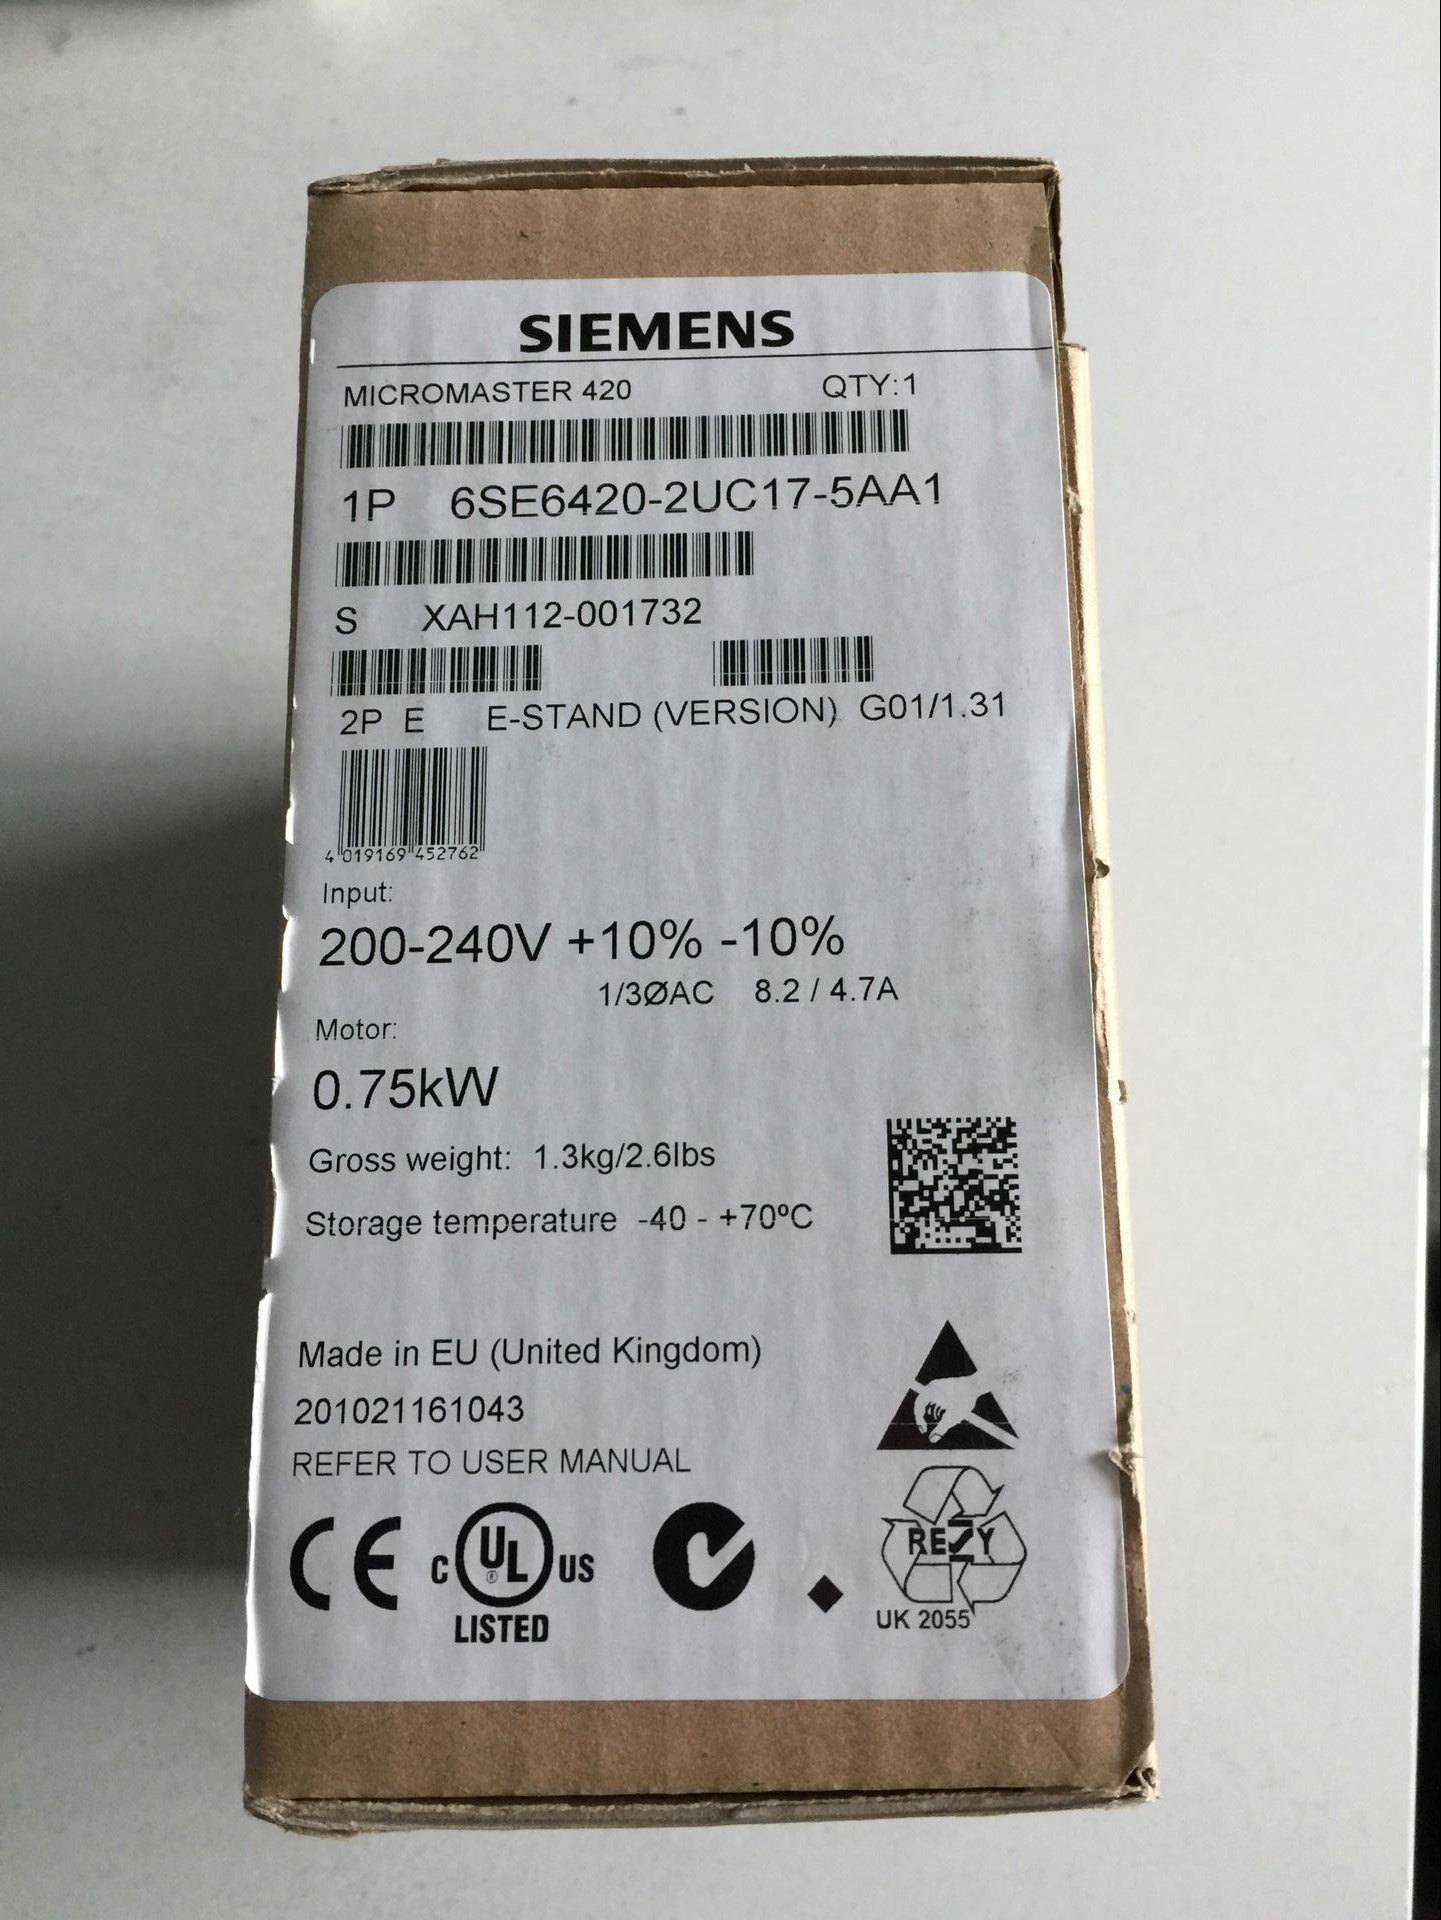 SIEMENS
MICROMASTER 420 QTY:1
1P 6SE6420-2UC17-5AA1
S XAH112-001732
2P E E-STAND (VERSION) G01/1.31
4 019169 452762
Input:
200-240V +10% -10%
1/3ØAC 8.2 / 4.7A
Motor:
0.75kW
Gross weight: 1.3kg/2.6lbs
Storage temperature -40 - +70ºC
Made in EU (United Kingdom)
201021161043
REFER TO USER MANUAL
CE C UL ® US
LISTED
RESY
UK 2055